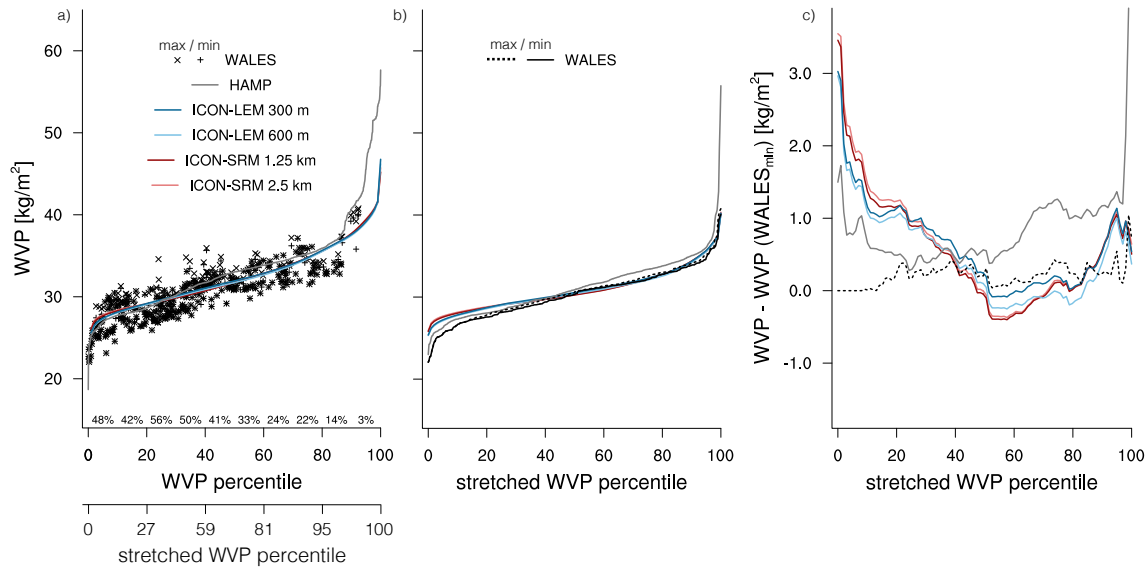 a)
max / min
× + WALES
HAMP
ICON-LEM 300 m
ICON-LEM 600 m
ICON-SRM 1.25 km
ICON-SRM 2.5 km
WVP [kg/m²]
60
50
40
30
20
48% 42% 56% 50% 41% 33% 24% 22% 14% 3%
0 20 40 60 80 100
WVP percentile
0 27 59 81 95 100
stretched WVP percentile
b)
max / min
WALES
0 20 40 60 80 100
stretched WVP percentile
c)
WVP - WVP (WALES_min) [kg/m²]
3.0
2.0
1.0
0.0
-1.0
0 20 40 60 80 100
stretched WVP percentile